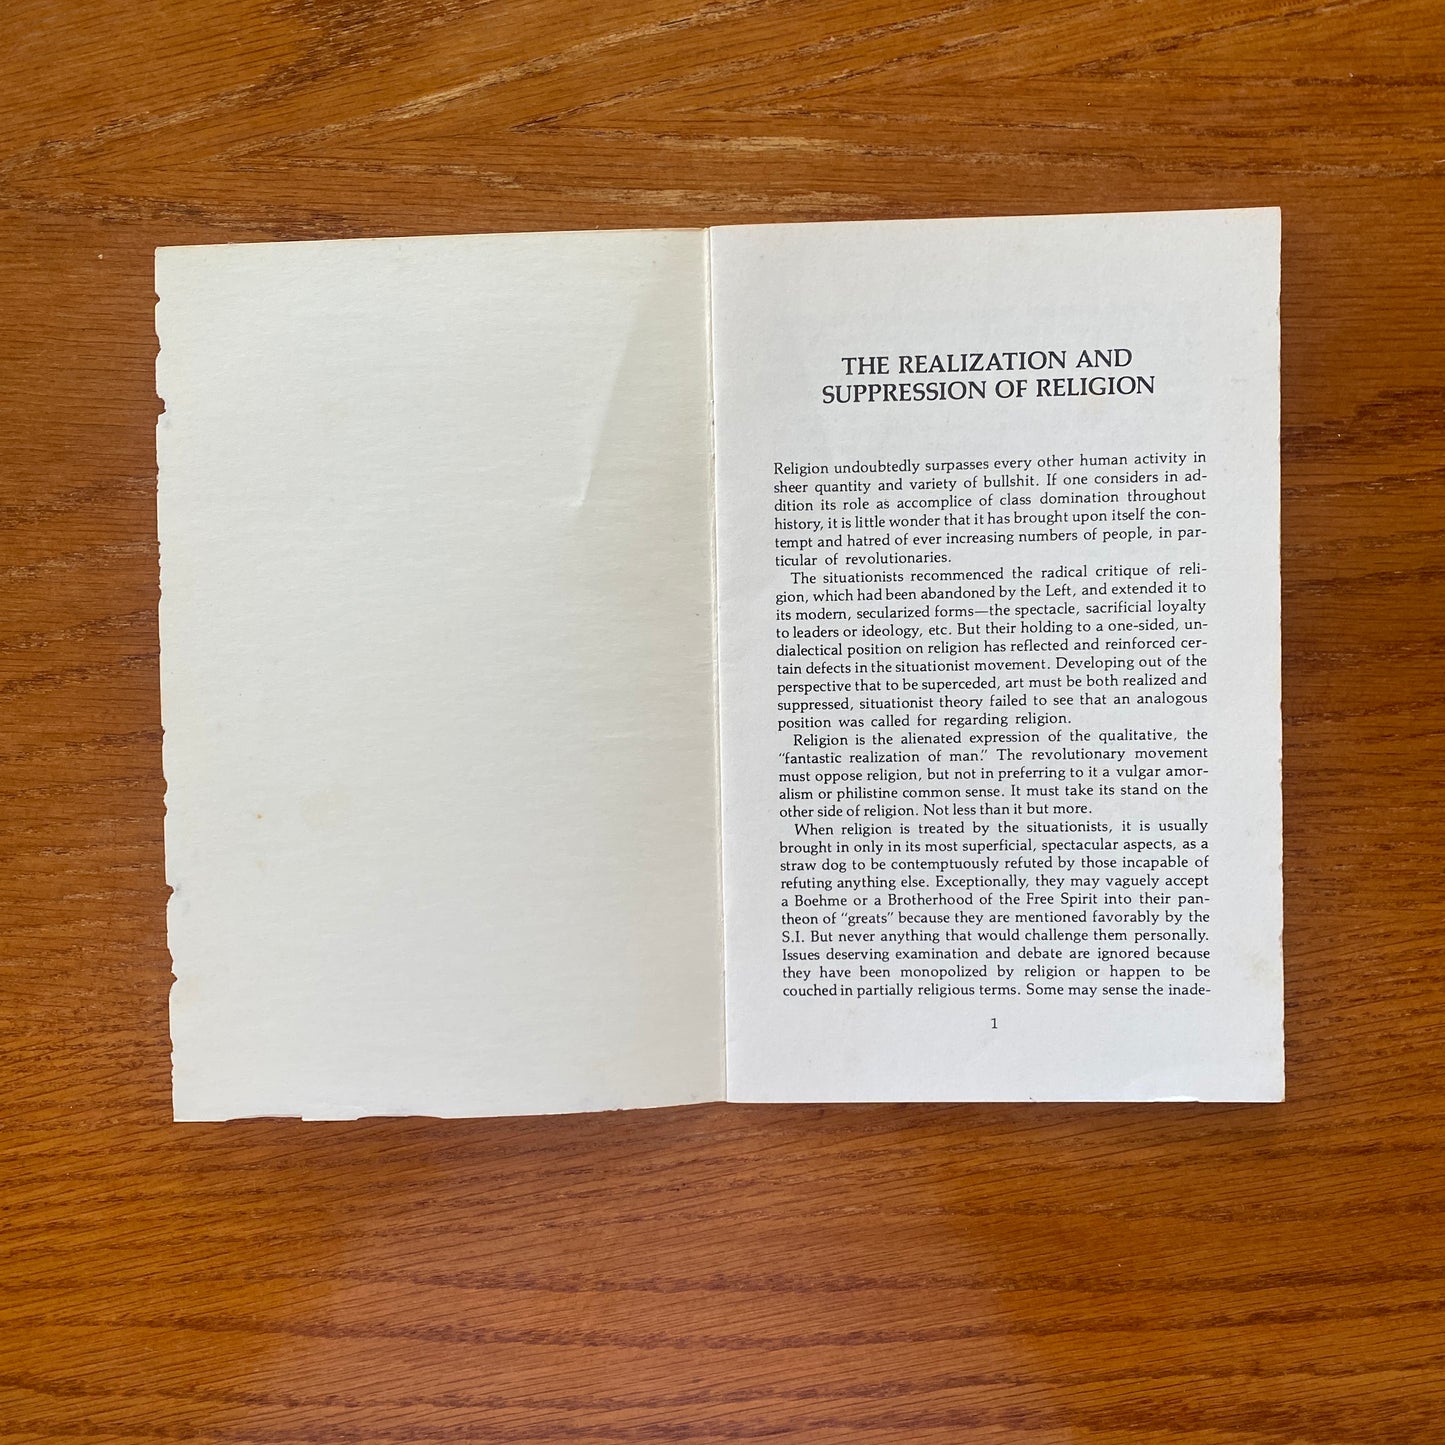 THE REALIZATION AND
SUPPRESSION OF RELIGION
Religion undoubtedly surpasses every other human activity in
sheer quantity and variety of bullshit. If one considers in ad-
dition its role as accomplice of class domination throughout
history, it is little wonder that it has brought upon itself the con-
tempt and hatred of ever increasing numbers of people, in par-
ticular of revolutionaries.
The situationists recommenced the radical critique of reli-
gion, which had been abandoned by the Left, and extended it to
its modern, secularized forms—the spectacle, sacrificial loyalty
to leaders or ideology, etc. But their holding to a one-sided, un-
dialectical position on religion has reflected and reinforced cer-
tain defects in the situationist movement. Developing out of the
perspective that to be superceded, art must be both realized and
suppressed, situationist theory failed to see that an analogous
position was called for regarding religion.
Religion is the alienated expression of the qualitative, the
“fantastic realization of man.” The revolutionary movement
must oppose religion, but not in preferring to it a vulgar amor-
alism or philistine common sense. It must take its stand on the
other side of religion. Not less than it but more.
When religion is treated by the situationists, it is usually
brought in only in its most superficial, spectacular aspects, as a
straw dog to be contemptuously refuted by those incapable of
refuting anything else. Exceptionally, they may vaguely accept
a Boehme or a Brotherhood of the Free Spirit into their pan-
theon of “greats” because they are mentioned favorably by the
S.I. But never anything that would challenge them personally.
Issues deserving examination and debate are ignored because
they have been monopolized by religion or happen to be
couched in partially religious terms. Some may sense the inade-
1